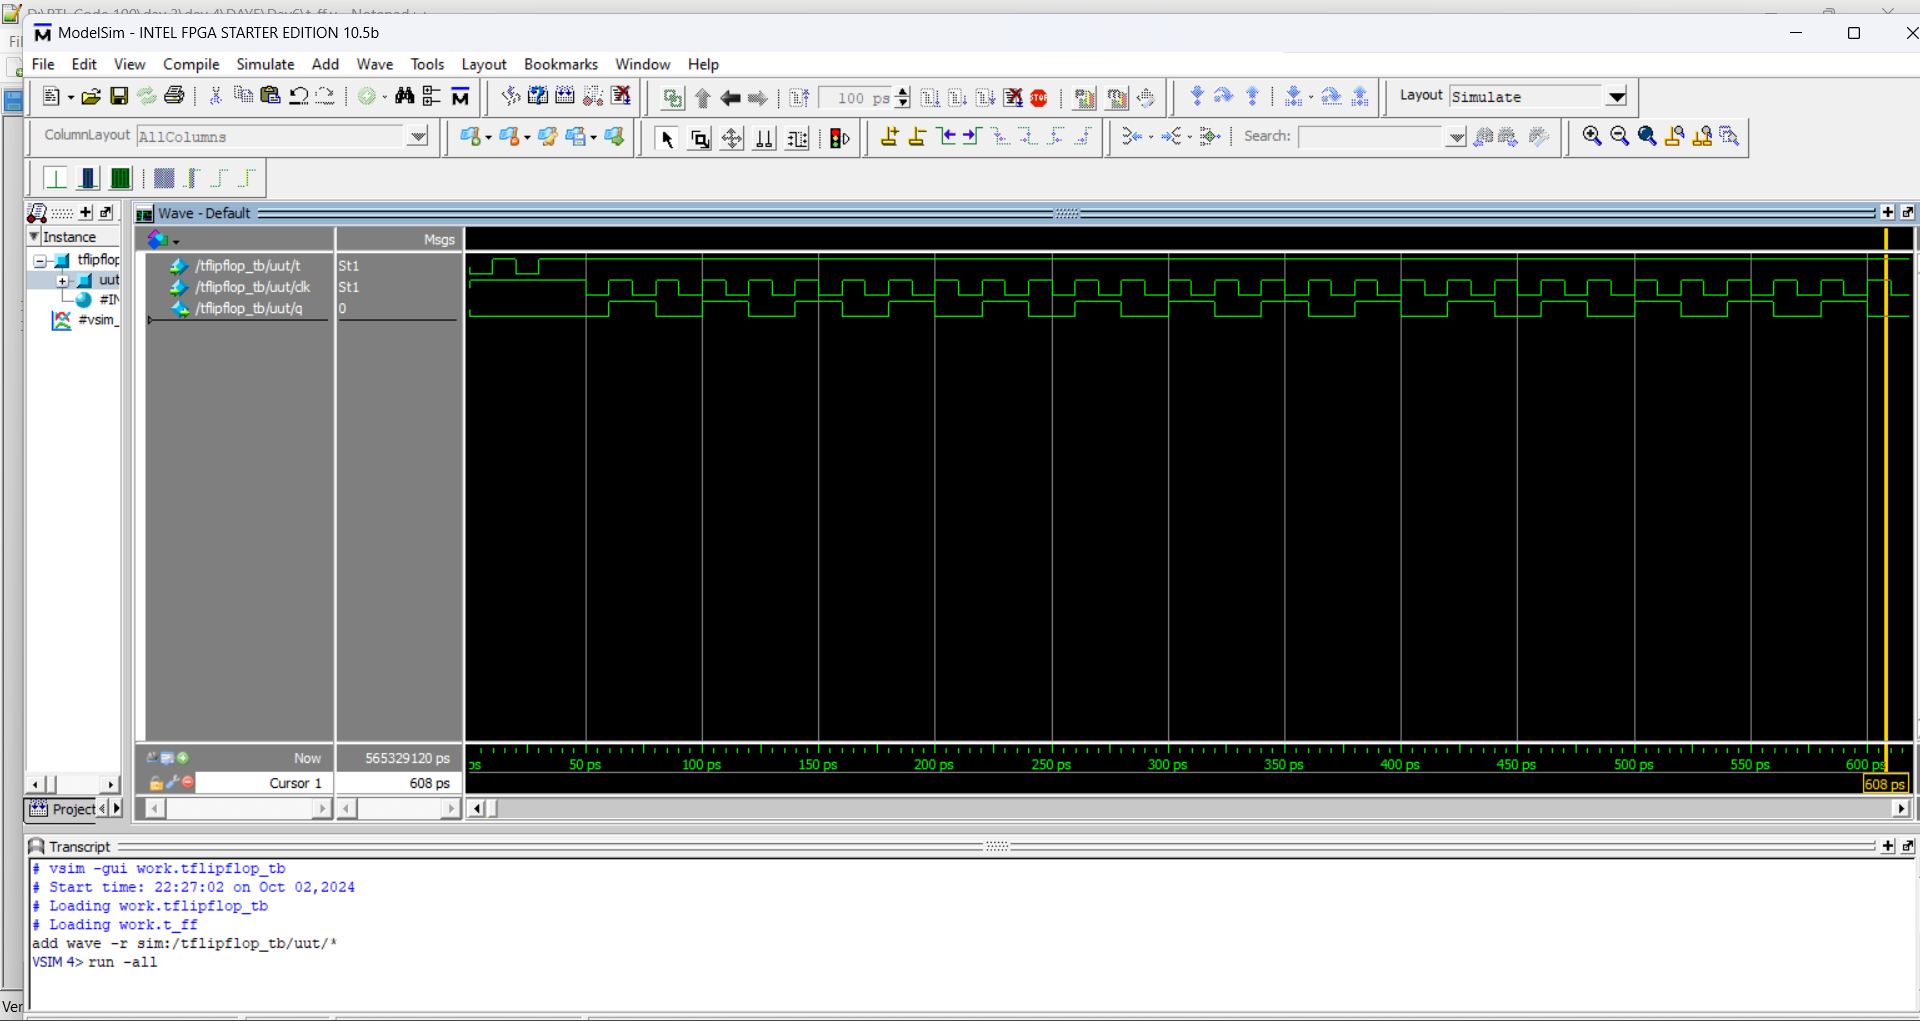 ModelSim - INTEL FPGA STARTER EDITION 10.5b
File Edit View Compile Simulate Add Wave Tools Layout Bookmarks Window Help
100 ps
Layout Simulate
ColumnLayout AllColumns
Search:
Wave - Default
Instance
Msgs
tflipflop
uut
#IN
#vsim_
/tflipflop_tb/uut/t St1
/tflipflop_tb/uut/clk St1
/tflipflop_tb/uut/q 0
Now 565329120 ps
ps 50 ps 100 ps 150 ps 200 ps 250 ps 300 ps 350 ps 400 ps 450 ps 500 ps 550 ps 600 ps
Cursor 1 608 ps
608 ps
Project
Transcript
# vsim -gui work.tflipflop_tb
# Start time: 22:27:02 on Oct 02,2024
# Loading work.tflipflop_tb
# Loading work.t_ff
add wave -r sim:/tflipflop_tb/uut/*
VSIM 4> run -all
Ver